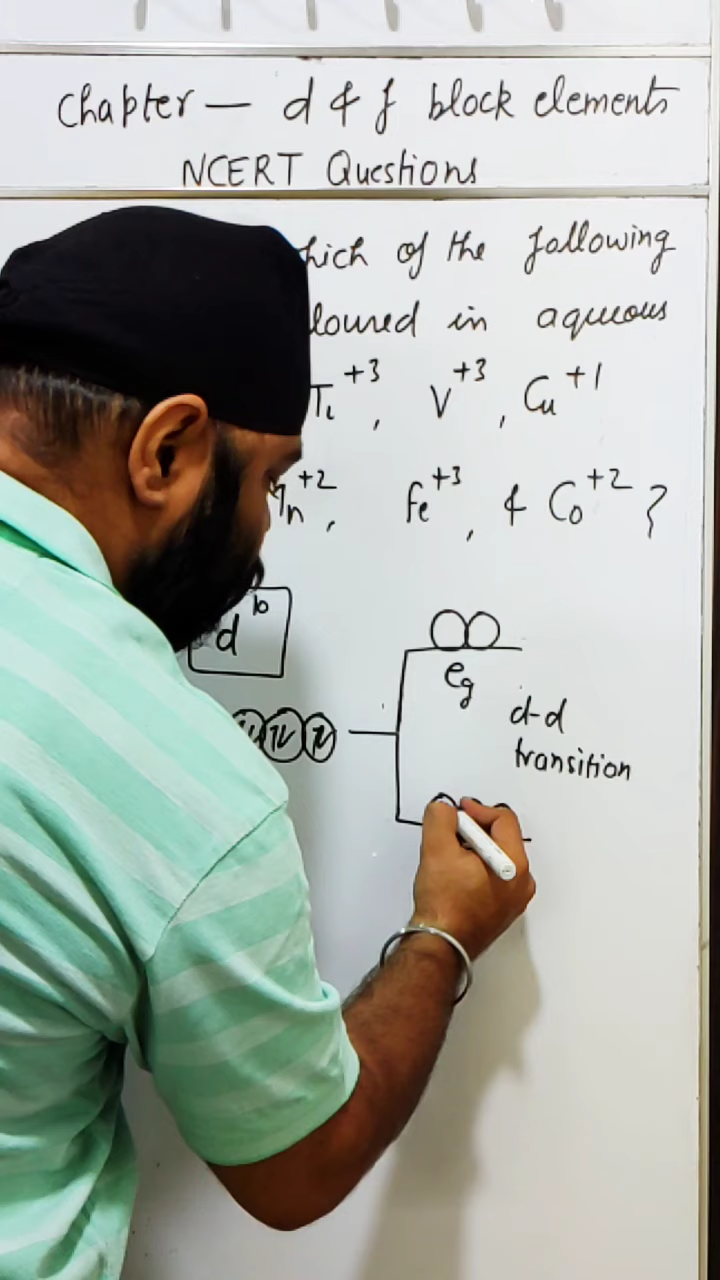 Chapter — d & f block elements
NCERT Questions
hich of the following
loured in aqueous
Ti⁺³, V⁺³, Cu⁺¹
n⁺², Fe⁺³, & Co⁺² ?
d¹⁰
eg
d-d
transition